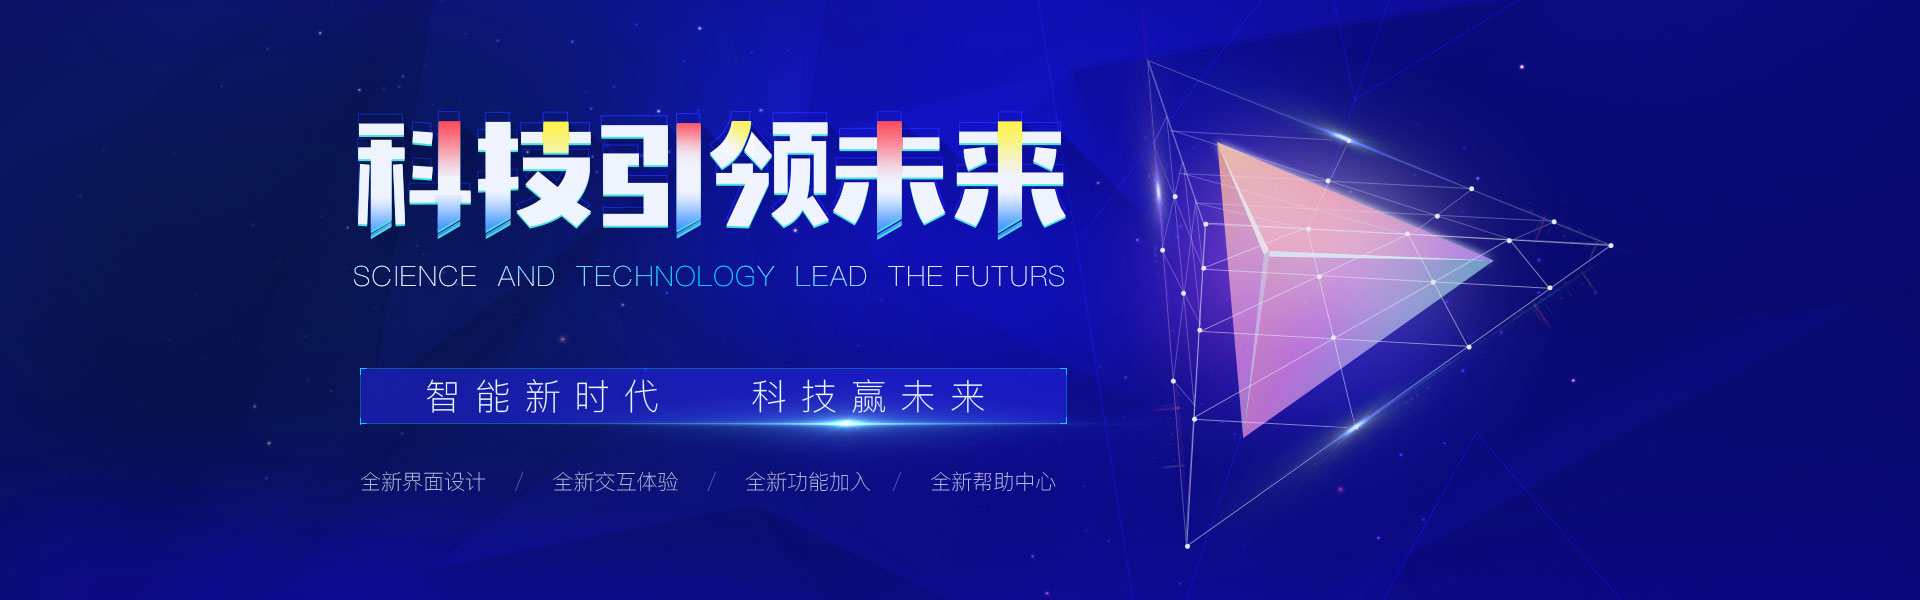 科技引领未来
SCIENCE AND TECHNOLOGY LEAD THE FUTURS
智能新时代 科技赢未来
全新界面设计 / 全新交互体验 / 全新功能加入 / 全新帮助中心